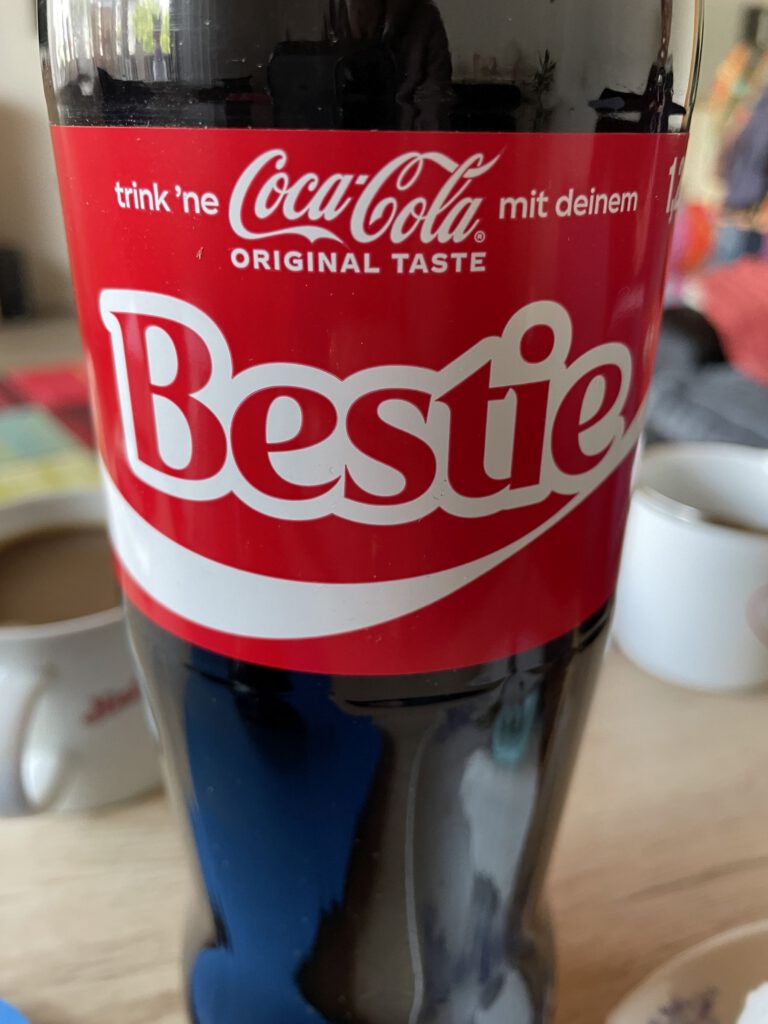 trink ’ne Coca-Cola® mit deinem
ORIGINAL TASTE
Bestie